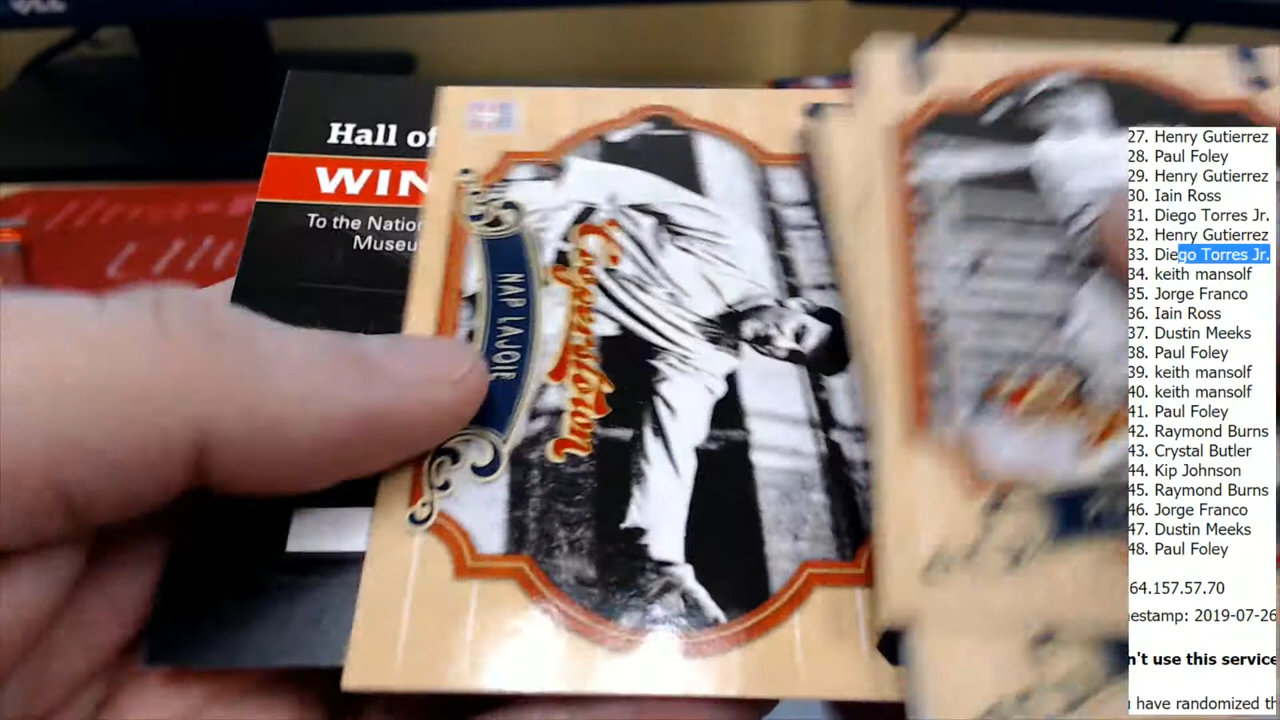 Hall of
WIN
To the Nation
Museu
NAP LAJOIE
Cooperstown
27. Henry Gutierrez
28. Paul Foley
29. Henry Gutierrez
30. Iain Ross
31. Diego Torres Jr.
32. Henry Gutierrez
33. Diego Torres Jr.
34. keith mansolf
35. Jorge Franco
36. Iain Ross
37. Dustin Meeks
38. Paul Foley
39. keith mansolf
40. keith mansolf
41. Paul Foley
42. Raymond Burns
43. Crystal Butler
44. Kip Johnson
45. Raymond Burns
46. Jorge Franco
47. Dustin Meeks
48. Paul Foley
64.157.57.70
estamp: 2019-07-26
n't use this service
have randomized th